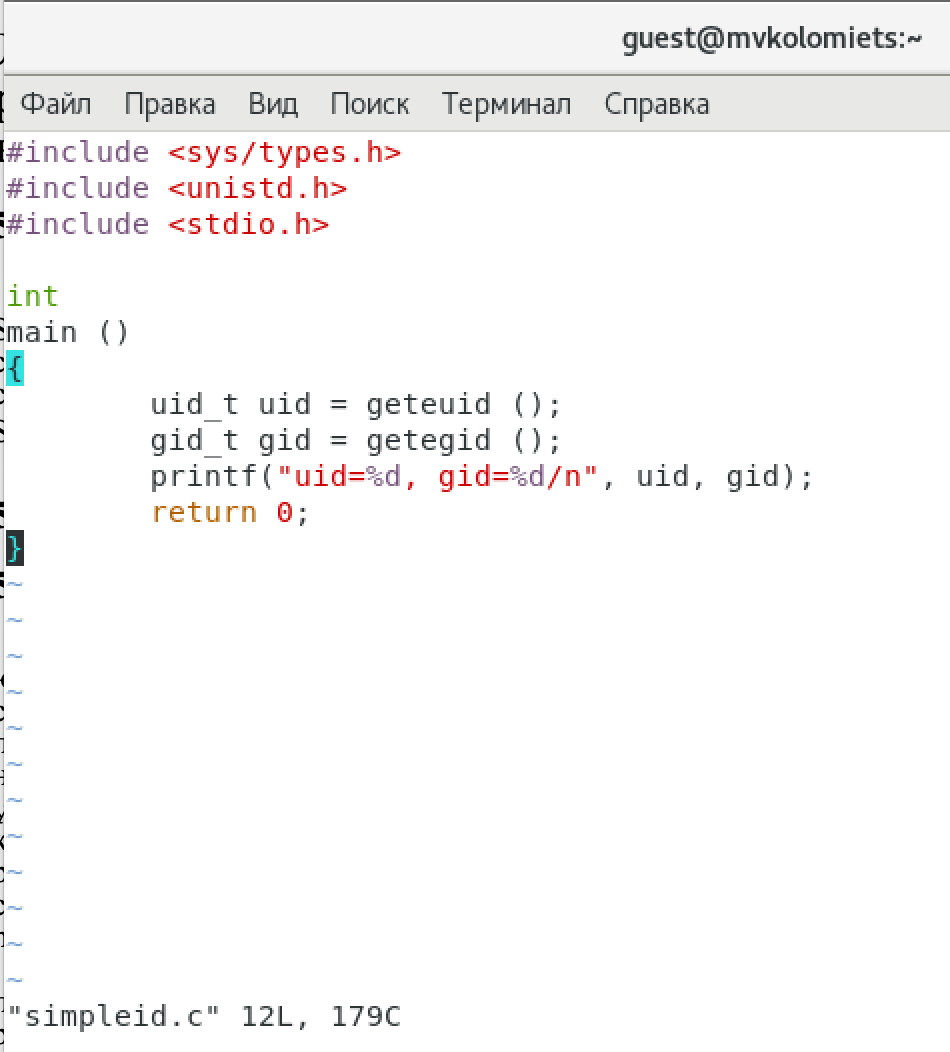 guest@mvkolomiets:~
Файл Правка Вид Поиск Терминал Справка
#include <sys/types.h>
#include <unistd.h>
#include <stdio.h>
int
main ()
{
uid_t uid = geteuid ();
gid_t gid = getegid ();
printf("uid=%d, gid=%d/n", uid, gid);
return 0;
}
~
~
~
~
~
~
~
~
~
~
~
~
"simpleid.c" 12L, 179C